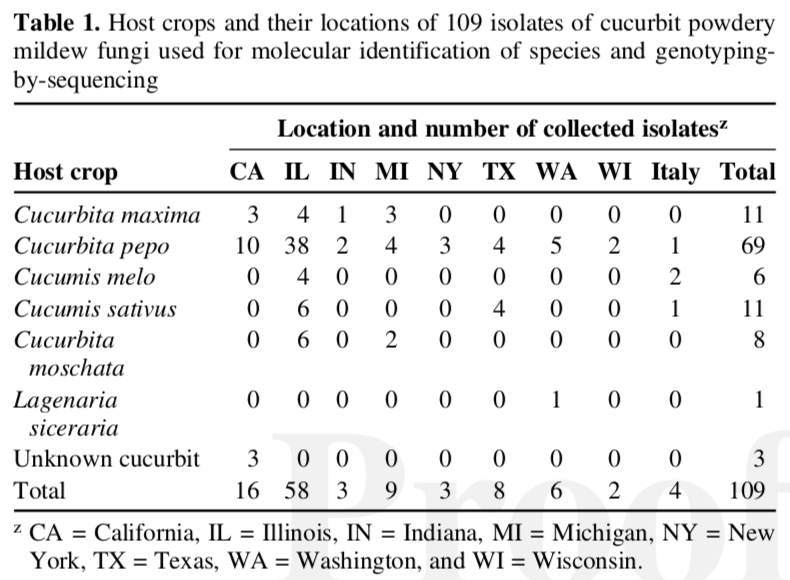 Table 1. Host crops and their locations of 109 isolates of cucurbit powdery
mildew fungi used for molecular identification of species and genotyping-
by-sequencing
Location and number of collected isolatesᶻ
Host crop CA IL IN MI NY TX WA WI Italy Total
Cucurbita maxima 3 4 1 3 0 0 0 0 0 11
Cucurbita pepo 10 38 2 4 3 4 5 2 1 69
Cucumis melo 0 4 0 0 0 0 0 0 2 6
Cucumis sativus 0 6 0 0 0 4 0 0 1 11
Cucurbita 0 6 0 2 0 0 0 0 0 8
moschata
Lagenaria 0 0 0 0 0 0 1 0 0 1
siceraria
Unknown cucurbit 3 0 0 0 0 0 0 0 0 3
Total 16 58 3 9 3 8 6 2 4 109
ᶻ CA = California, IL = Illinois, IN = Indiana, MI = Michigan, NY = New
York, TX = Texas, WA = Washington, and WI = Wisconsin.
Proof